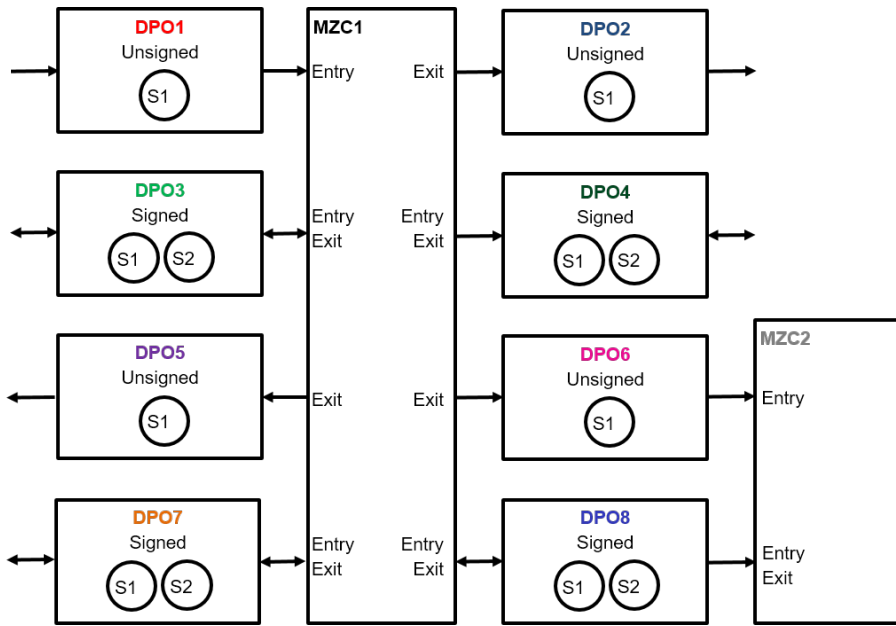 DPO1
Unsigned
S1
MZC1
Entry
Exit
DPO2
Unsigned
S1
DPO3
Signed
S1 S2
Entry
Exit
Entry
Exit
DPO4
Signed
S1 S2
DPO5
Unsigned
S1
Exit
Exit
DPO6
Unsigned
S1
MZC2
Entry
DPO7
Signed
S1 S2
Entry
Exit
Entry
Exit
DPO8
Signed
S1 S2
Entry
Exit